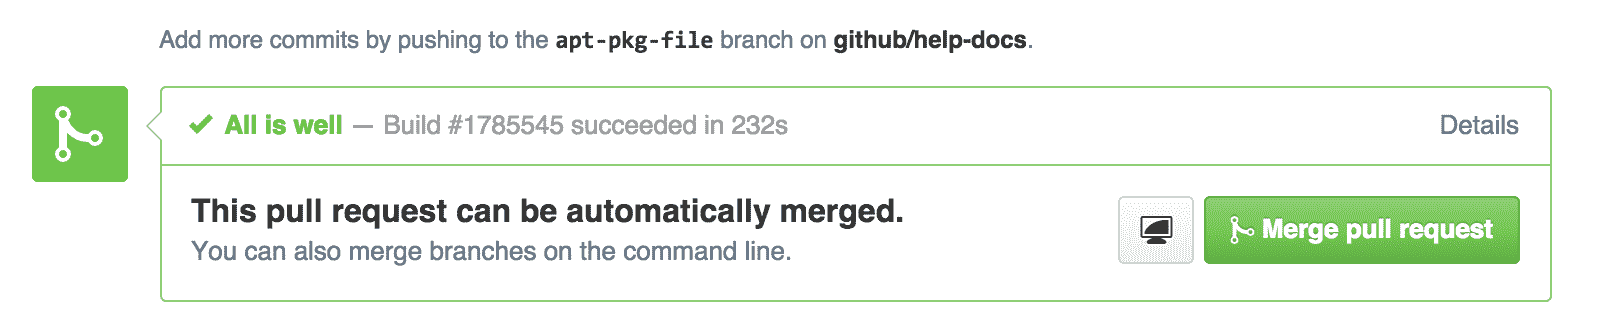 Add more commits by pushing to the apt-pkg-file branch on github/help-docs.
All is well — Build #1785545 succeeded in 232s
Details
This pull request can be automatically merged.
You can also merge branches on the command line.
Merge pull request